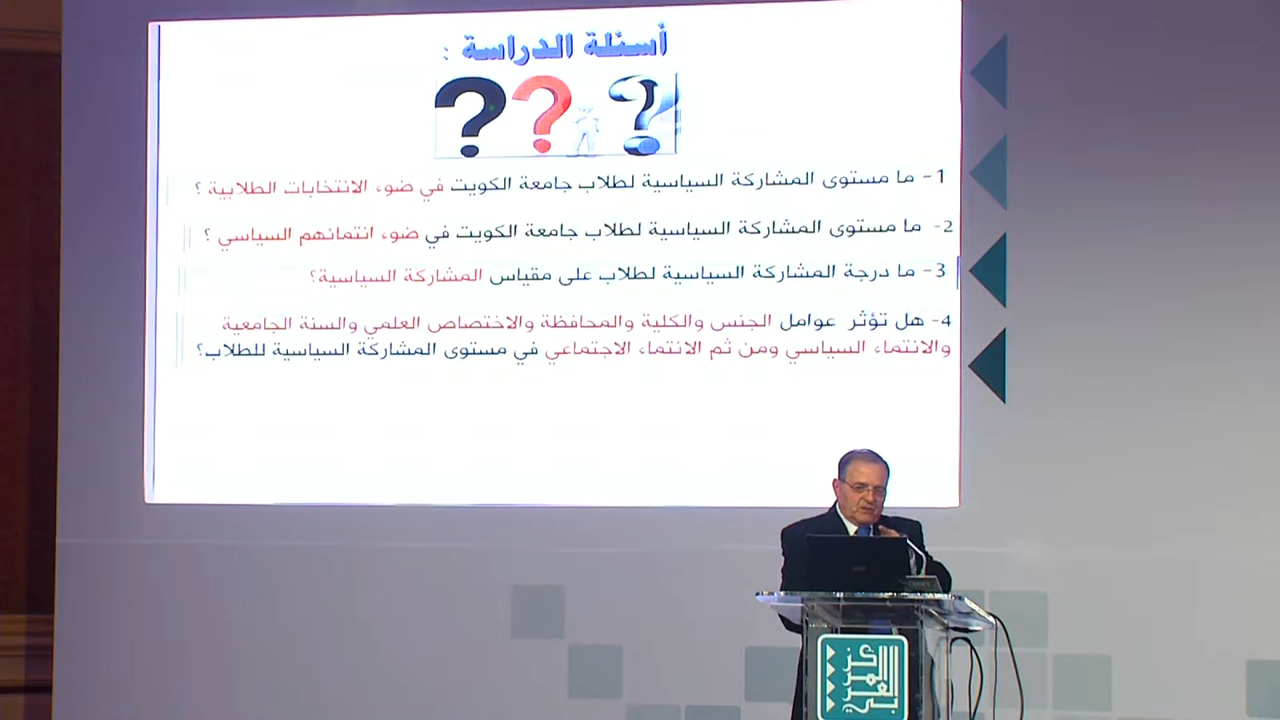 أسئلة الدراسة :
? ? ?
1- ما مستوى المشاركة السياسية لطلاب جامعة الكويت في ضوء الانتخابات الطلابية ؟
2- ما مستوى المشاركة السياسية لطلاب جامعة الكويت في ضوء انتمائهم السياسي ؟
3- ما درجة المشاركة السياسية لطلاب على مقياس المشاركة السياسية؟
4- هل تؤثر عوامل الجنس والكلية والمحافظة والاختصاص العلمي والسنة الجامعية
والانتماء السياسي ومن ثم الانتماء الاجتماعي في مستوى المشاركة السياسية للطلاب؟